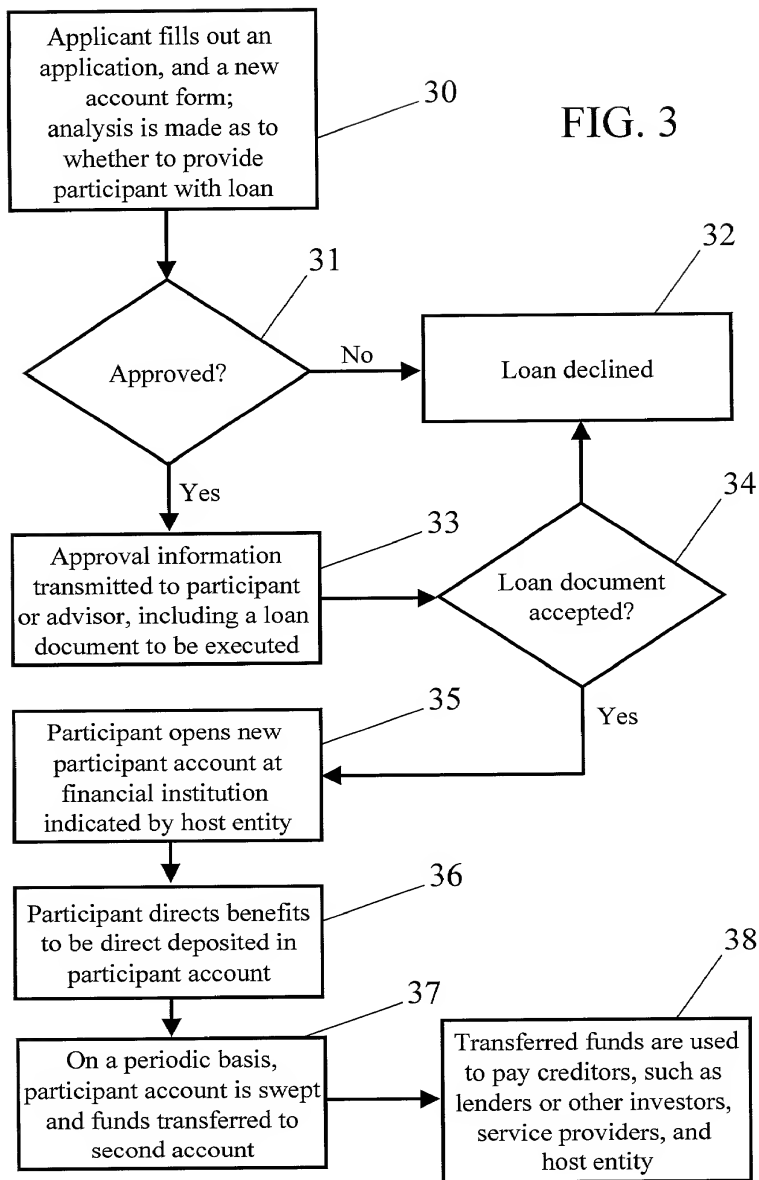 Applicant fills out an
application, and a new
account form;
analysis is made as to
whether to provide
participant with loan
30
FIG. 3
31
32
Approved?
No
Loan declined
Yes
33
34
Approval information
transmitted to participant
or advisor, including a loan
document to be executed
Loan document
accepted?
35
Yes
Participant opens new
participant account at
financial institution
indicated by host entity
36
Participant directs benefits
to be direct deposited in
participant account
37
38
On a periodic basis,
participant account is swept
and funds transferred to
second account
Transferred funds are used
to pay creditors, such as
lenders or other investors,
service providers, and
host entity